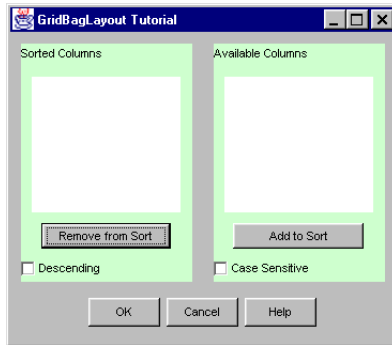 GridBagLayout Tutorial
Sorted Columns
Available Columns
Remove from Sort
Add to Sort
Descending
Case Sensitive
OK
Cancel
Help